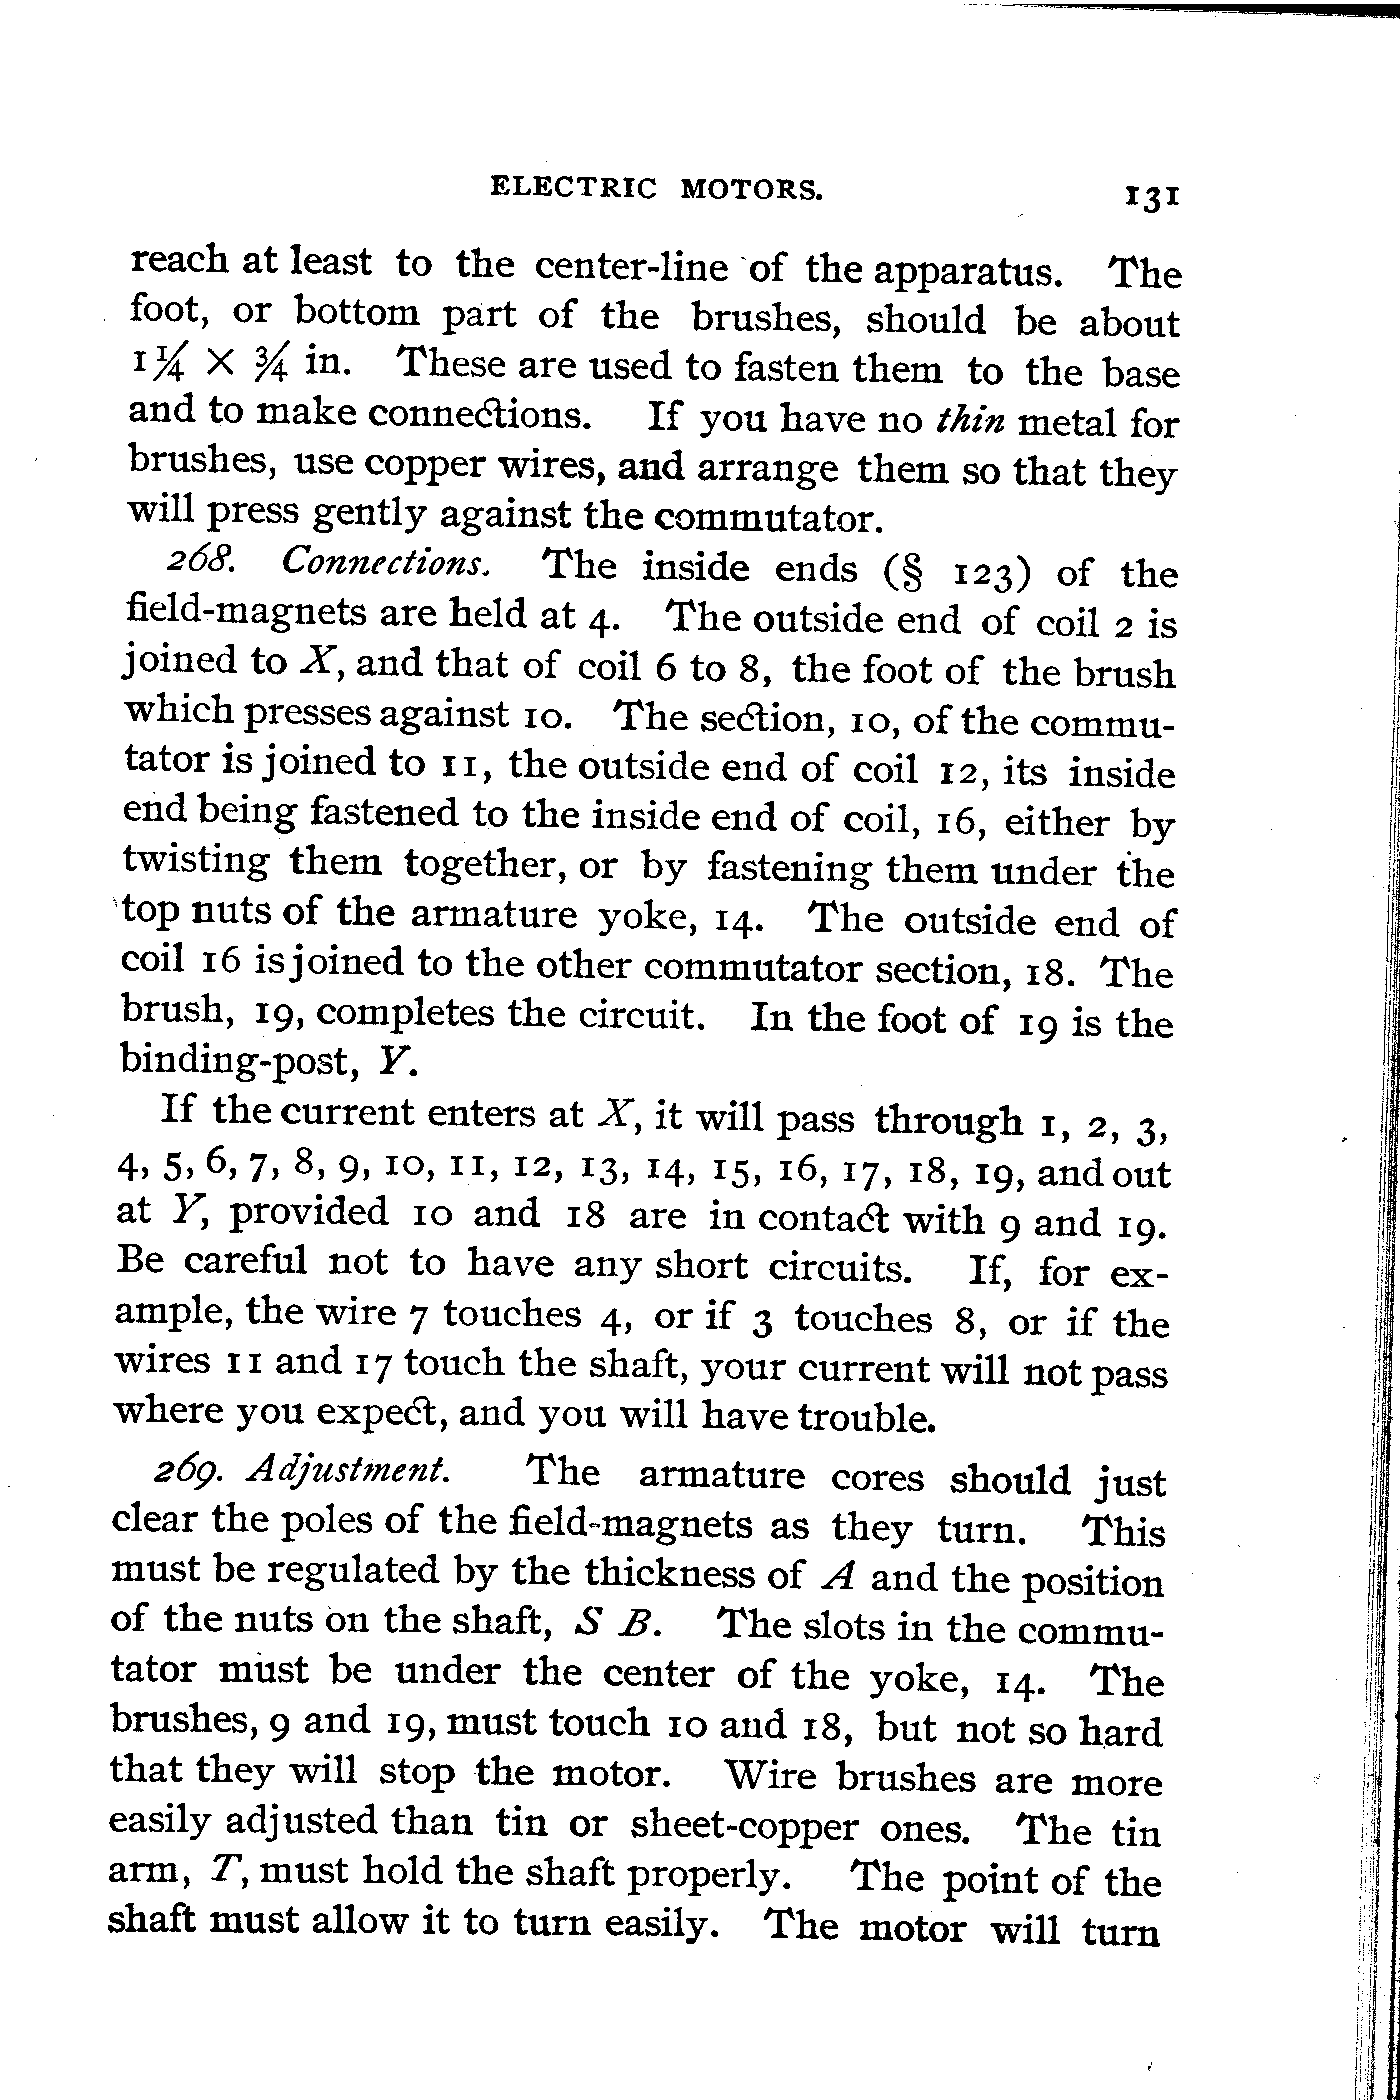 ELECTRIC MOTORS. 131
reach at least to the center-line of the apparatus. The
foot, or bottom part of the brushes, should be about
1¼ × ¾ in. These are used to fasten them to the base
and to make connections. If you have no thin metal for
brushes, use copper wires, and arrange them so that they
will press gently against the commutator.
268. Connections. The inside ends (§ 123) of the
field-magnets are held at 4. The outside end of coil 2 is
joined to X, and that of coil 6 to 8, the foot of the brush
which presses against 10. The section, 10, of the commu-
tator is joined to 11, the outside end of coil 12, its inside
end being fastened to the inside end of coil, 16, either by
twisting them together, or by fastening them under the
top nuts of the armature yoke, 14. The outside end of
coil 16 is joined to the other commutator section, 18. The
brush, 19, completes the circuit. In the foot of 19 is the
binding-post, Y.
If the current enters at X, it will pass through 1, 2, 3,
4, 5, 6, 7, 8, 9, 10, 11, 12, 13, 14, 15, 16, 17, 18, 19, and out
at Y, provided 10 and 18 are in contact with 9 and 19.
Be careful not to have any short circuits. If, for ex-
ample, the wire 7 touches 4, or if 3 touches 8, or if the
wires 11 and 17 touch the shaft, your current will not pass
where you expect, and you will have trouble.
269. Adjustment. The armature cores should just
clear the poles of the field-magnets as they turn. This
must be regulated by the thickness of A and the position
of the nuts on the shaft, S B. The slots in the commu-
tator must be under the center of the yoke, 14. The
brushes, 9 and 19, must touch 10 and 18, but not so hard
that they will stop the motor. Wire brushes are more
easily adjusted than tin or sheet-copper ones. The tin
arm, T, must hold the shaft properly. The point of the
shaft must allow it to turn easily. The motor will turn